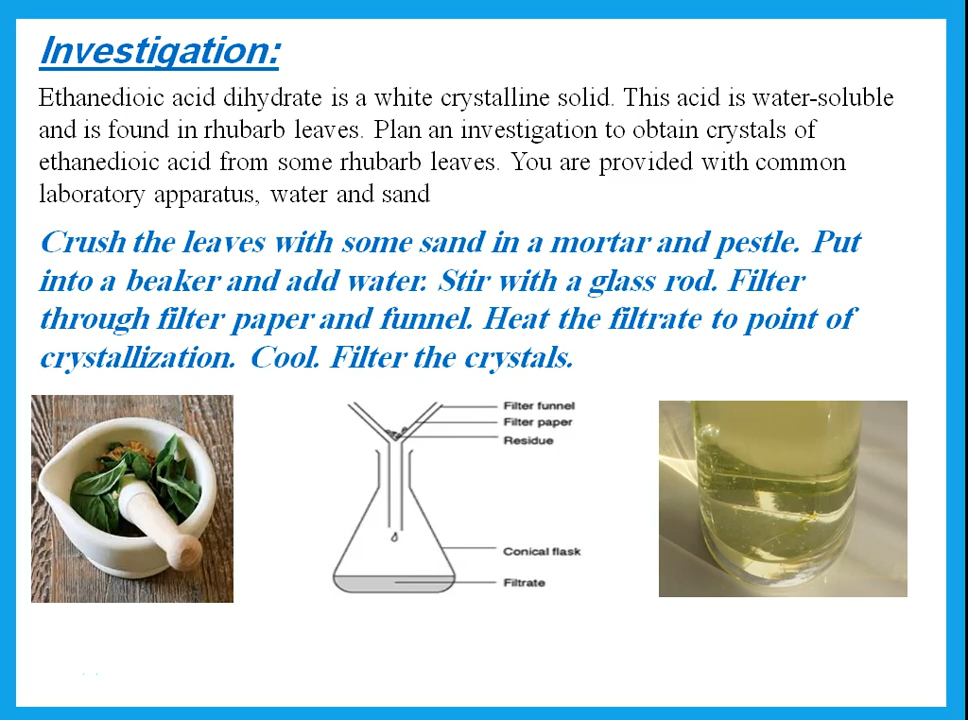 Investigation:
Ethanedioic acid dihydrate is a white crystalline solid. This acid is water-soluble
and is found in rhubarb leaves. Plan an investigation to obtain crystals of
ethanedioic acid from some rhubarb leaves. You are provided with common
laboratory apparatus, water and sand
Crush the leaves with some sand in a mortar and pestle. Put
into a beaker and add water. Stir with a glass rod. Filter
through filter paper and funnel. Heat the filtrate to point of
crystallization. Cool. Filter the crystals.
Filter funnel
Filter paper
Residue
Conical flask
Filtrate